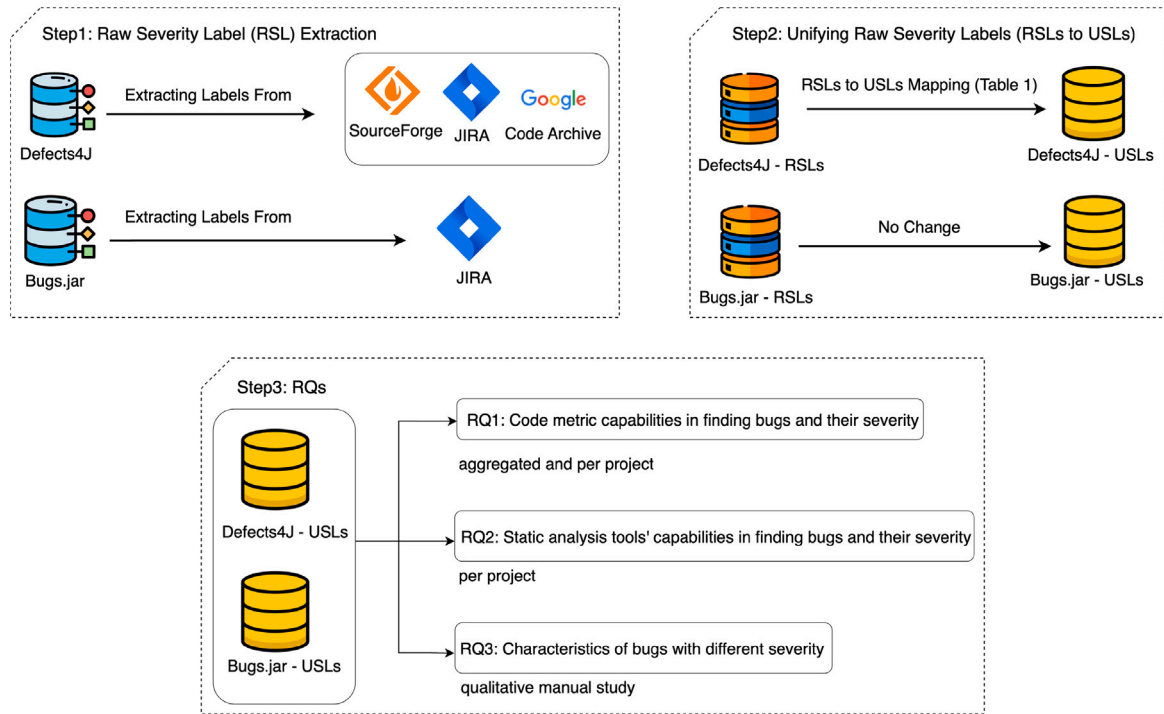 Step1: Raw Severity Label (RSL) Extraction
Extracting Labels From
Defects4J
SourceForge
JIRA
Google
Code Archive
Extracting Labels From
Bugs.jar
JIRA
Step2: Unifying Raw Severity Labels (RSLs to USLs)
RSLs to USLs Mapping (Table 1)
Defects4J - RSLs
Defects4J - USLs
No Change
Bugs.jar - RSLs
Bugs.jar - USLs
Step3: RQs
Defects4J - USLs
Bugs.jar - USLs
RQ1: Code metric capabilities in finding bugs and their severity
aggregated and per project
RQ2: Static analysis tools' capabilities in finding bugs and their severity
per project
RQ3: Characteristics of bugs with different severity
qualitative manual study